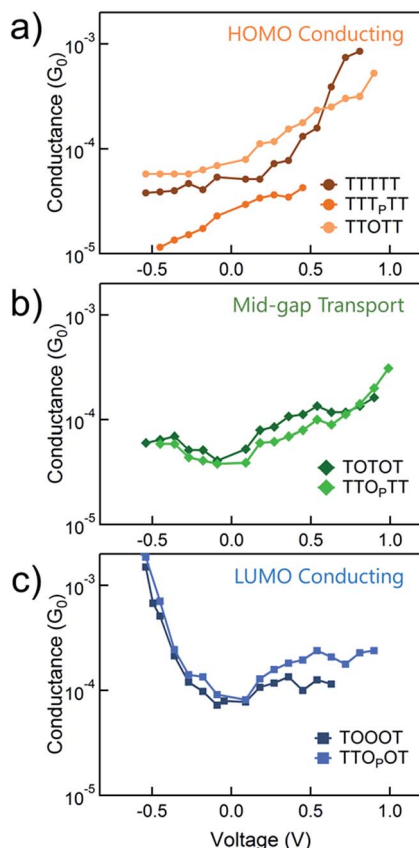 a)
HOMO Conducting
Conductance (G₀)
10⁻³
10⁻⁴
10⁻⁵
TTTTT
TTTₚTT
TTOTT
-0.5 0.0 0.5 1.0
b)
Mid-gap Transport
Conductance (G₀)
10⁻³
10⁻⁴
10⁻⁵
TOTOT
TTOₚTT
-0.5 0.0 0.5 1.0
c)
LUMO Conducting
Conductance (G₀)
10⁻³
10⁻⁴
10⁻⁵
TOOOT
TTOₚOT
-0.5 0.0 0.5 1.0
Voltage (V)